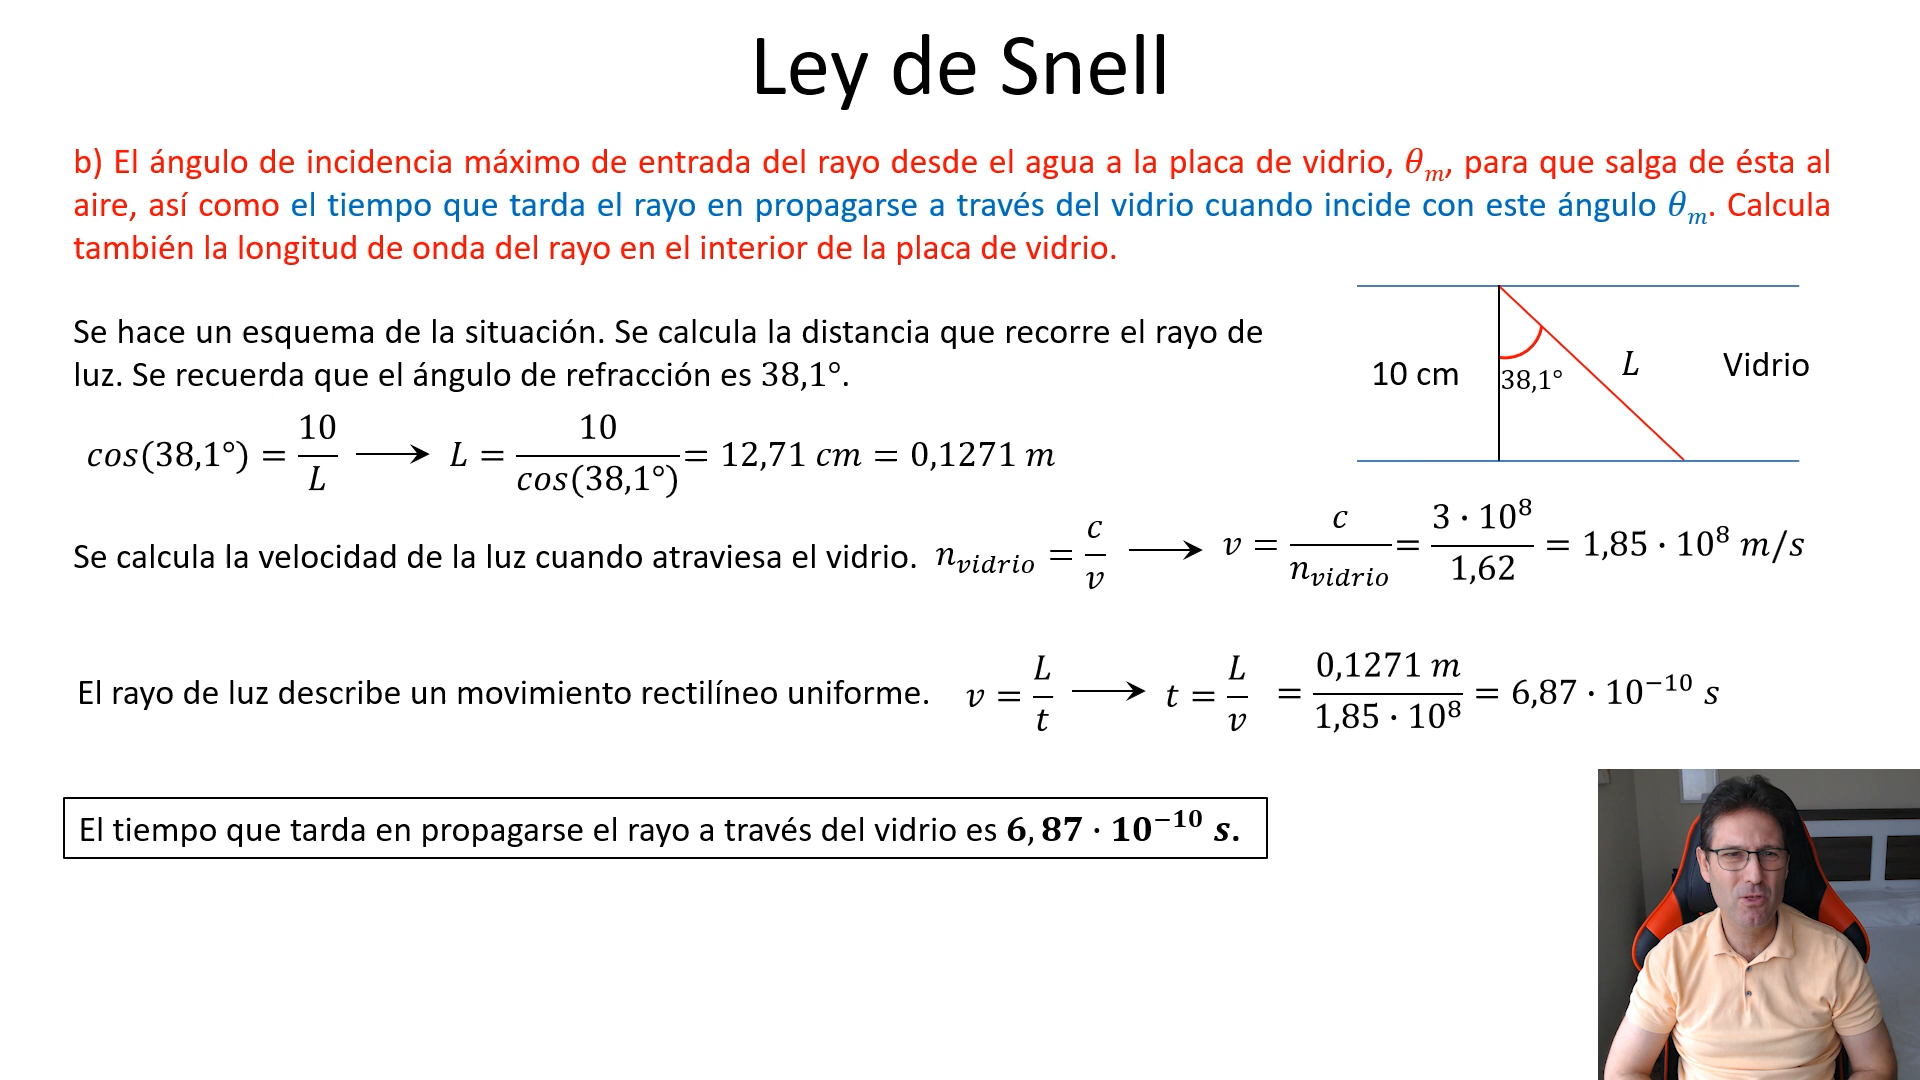 Ley de Snell
b) El ángulo de incidencia máximo de entrada del rayo desde el agua a la placa de vidrio, θₘ, para que salga de ésta al
aire, así como el tiempo que tarda el rayo en propagarse a través del vidrio cuando incide con este ángulo θₘ. Calcula
también la longitud de onda del rayo en el interior de la placa de vidrio.
Se hace un esquema de la situación. Se calcula la distancia que recorre el rayo de
luz. Se recuerda que el ángulo de refracción es 38,1°.
10 cm
38,1°
L
Vidrio
cos(38,1°) = 10/L ⟶ L = 10/cos(38,1°) = 12,71 cm = 0,1271 m
Se calcula la velocidad de la luz cuando atraviesa el vidrio. n_vidrio = c/v ⟶ v = c/n_vidrio = 3 · 10⁸/1,62 = 1,85 · 10⁸ m/s
El rayo de luz describe un movimiento rectilíneo uniforme. v = L/t ⟶ t = L/v = 0,1271 m/1,85 · 10⁸ = 6,87 · 10⁻¹⁰ s
El tiempo que tarda en propagarse el rayo a través del vidrio es 6,87 · 10⁻¹⁰ s.